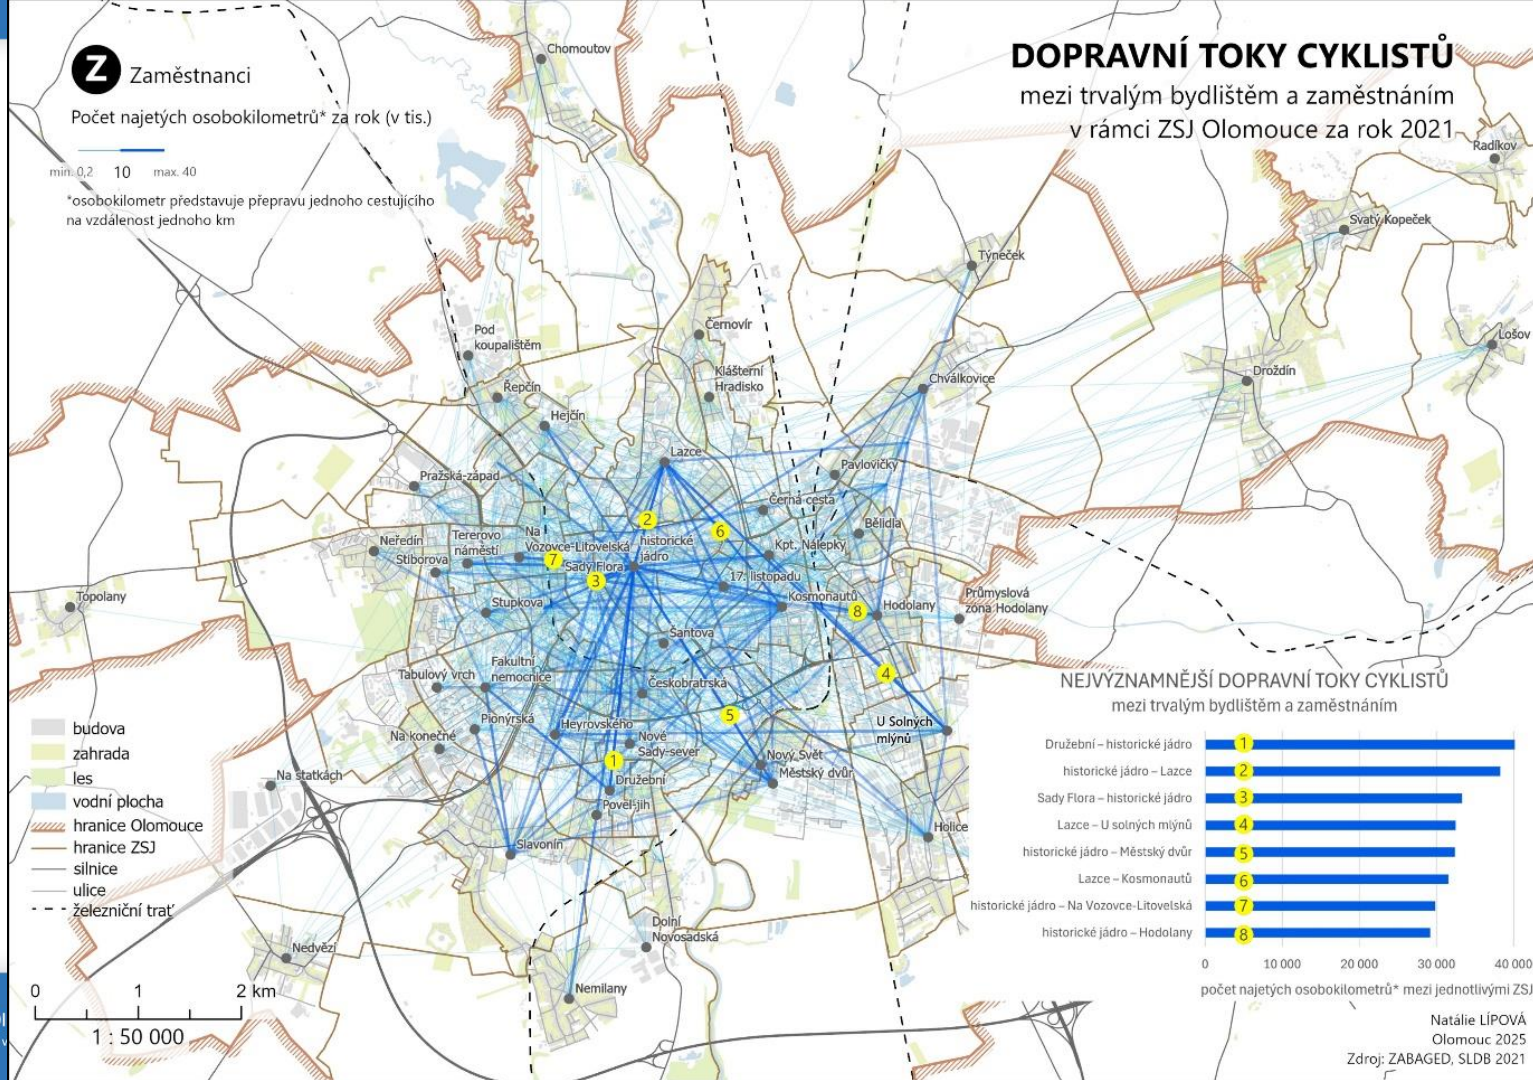 Z Zaměstnanci
Počet najetých osobokilometrů* za rok (v tis.)
min. 0,2 10 max. 40
*osobokilometr představuje přepravu jednoho cestujícího
na vzdálenost jednoho km
DOPRAVNÍ TOKY CYKLISTŮ
mezi trvalým bydlištěm a zaměstnáním
v rámci ZSJ Olomouce za rok 2021
Chomoutov
Radíkov
Svatý Kopeček
Týneček
Černovír
Pod
koupalištěm
Lošov
Klášterní
Hradisko
Droždín
Chválkovice
Řepčín
Hejčín
Lazce
Pavlovičky
Pražská-západ
Černá cesta
Bělidla
2
6
Neředín
Tererovo
náměstí
Na
Vozovce-Litovelská
historické
jádro
Kpt. Nálepky
Stiborova
7
Sady Flora
3
17. listopadu
Topolany
Stupkova
Kosmonautů
8
Hodolany
Průmyslová
zóna Hodolany
Šantova
Tabulový vrch
Fakultní
nemocnice
Českobratrská
4
5
Pionýrská
Heyrovského
U Solných
mlýnů
Na konečné
Nové
Sady-sever
1
Nový Svět
Městský dvůr
Na statkách
Družební
Povel-jih
Slavonín
Holice
Dolní
Novosadská
Nedvězí
Nemilany
budova
zahrada
les
vodní plocha
hranice Olomouce
hranice ZSJ
silnice
ulice
železniční trať
0 1 2 km
1 : 50 000
NEJVÝZNAMNĚJŠÍ DOPRAVNÍ TOKY CYKLISTŮ
mezi trvalým bydlištěm a zaměstnáním
Družební – historické jádro 1
historické jádro – Lazce 2
Sady Flora – historické jádro 3
Lazce – U solných mlýnů 4
historické jádro – Městský dvůr 5
Lazce – Kosmonautů 6
historické jádro – Na Vozovce-Litovelská 7
historické jádro – Hodolany 8
0 10 000 20 000 30 000 40 000
počet najetých osobokilometrů* mezi jednotlivými ZSJ
Natálie LÍPOVÁ
Olomouc 2025
Zdroj: ZABAGED, SLDB 2021